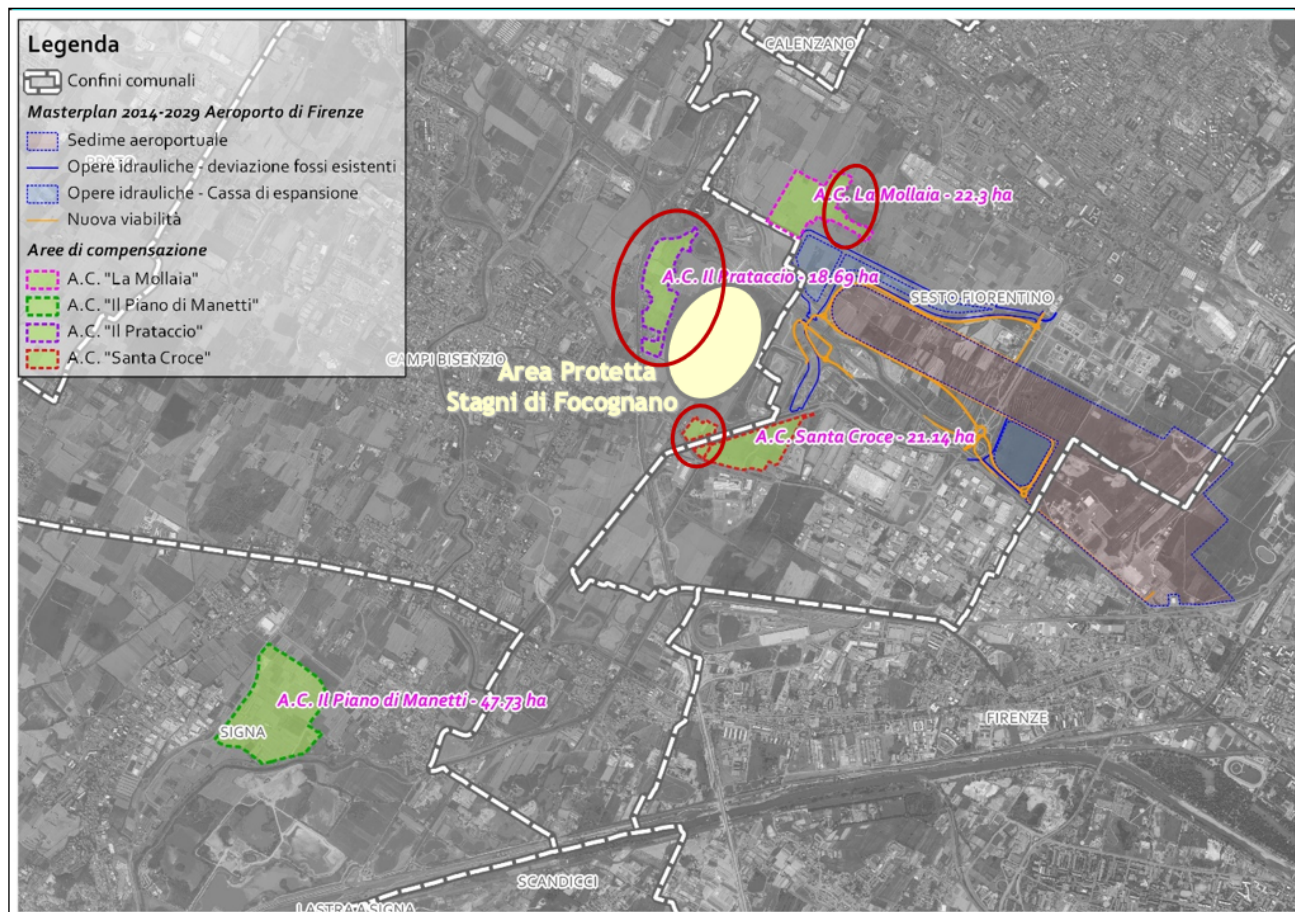 Legenda
Confini comunali
Masterplan 2014-2029 Aeroporto di Firenze
Sedime aeroportuale
Opere idrauliche - deviazione fossi esistenti
Opere idrauliche - Cassa di espansione
Nuova viabilità
Aree di compensazione
A.C. "La Mollaia"
A.C. "Il Piano di Manetti"
A.C. "Il Prataccio"
A.C. "Santa Croce"
PRATO
CALENZANO
A.C. La Mollaia - 22.3 ha
A.C. Il Prataccio - 18.69 ha
SESTO FIORENTINO
CAMPI BISENZIO
Area Protetta
Stagni di Focognano
A.C. Santa Croce - 21.14 ha
A.C. Il Piano di Manetti - 47.73 ha
SIGNA
FIRENZE
SCANDICCI
LASTRA A SIGNA